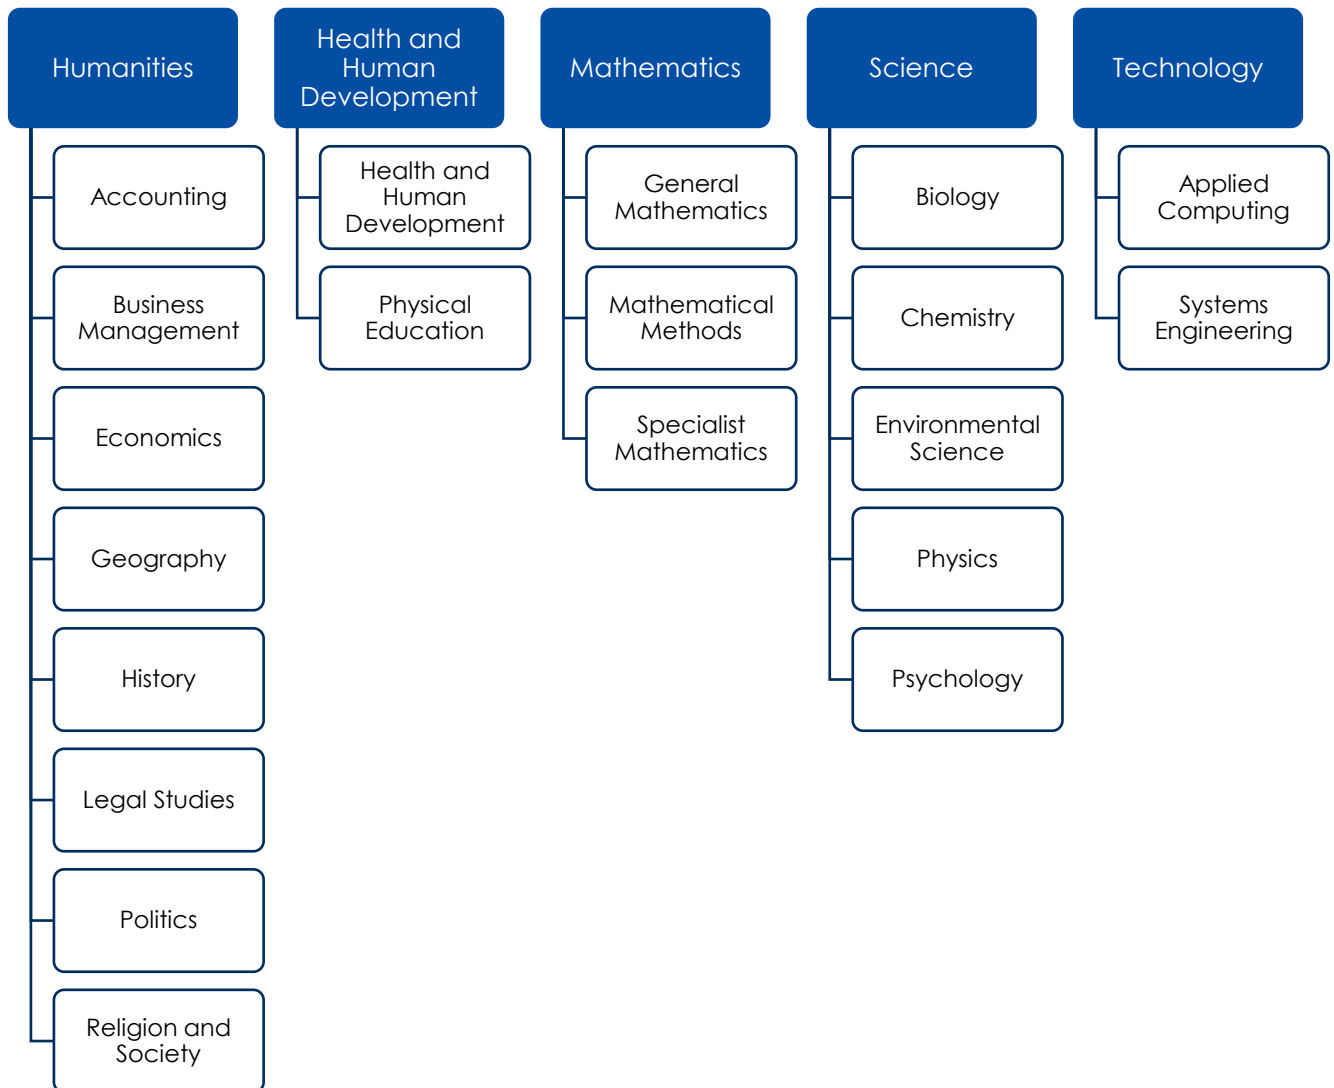 Humanities
Accounting
Business
Management
Economics
Geography
History
Legal Studies
Politics
Religion and
Society
Health and
Human
Development
Health and
Human
Development
Physical
Education
Mathematics
General
Mathematics
Mathematical
Methods
Specialist
Mathematics
Science
Biology
Chemistry
Environmental
Science
Physics
Psychology
Technology
Applied
Computing
Systems
Engineering